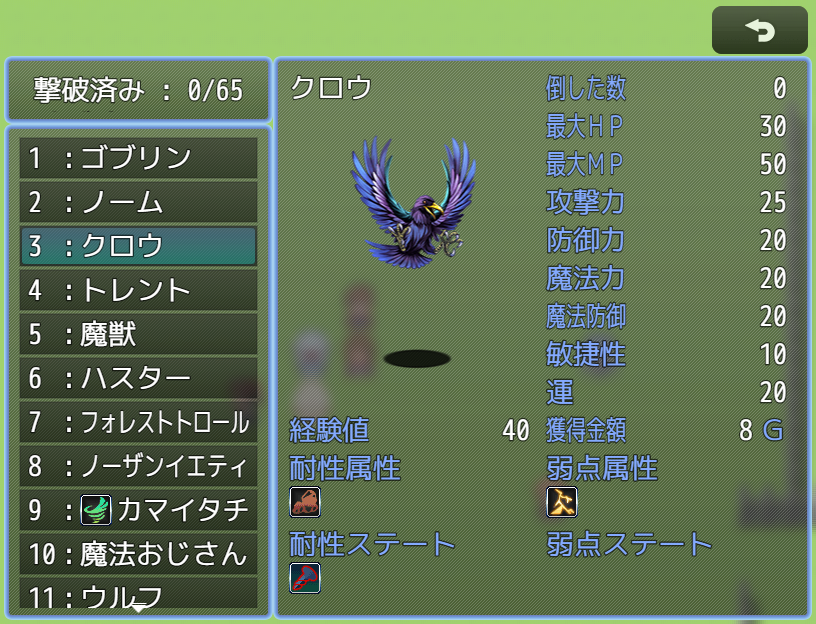 撃破済み : 0/65
1 :ゴブリン
2 :ノーム
3 :クロウ
4 :トレント
5 :魔獣
6 :ハスター
7 :フォレストトロール
8 :ノーザンイエティ
9 :カマイタチ
10:魔法おじさん
11:ウルフ
クロウ
倒した数 0
最大HP 30
最大MP 50
攻撃力 25
防御力 20
魔法力 20
魔法防御 20
敏捷性 10
運 20
経験値 40 獲得金額 8 G
耐性属性 弱点属性
耐性ステート 弱点ステート